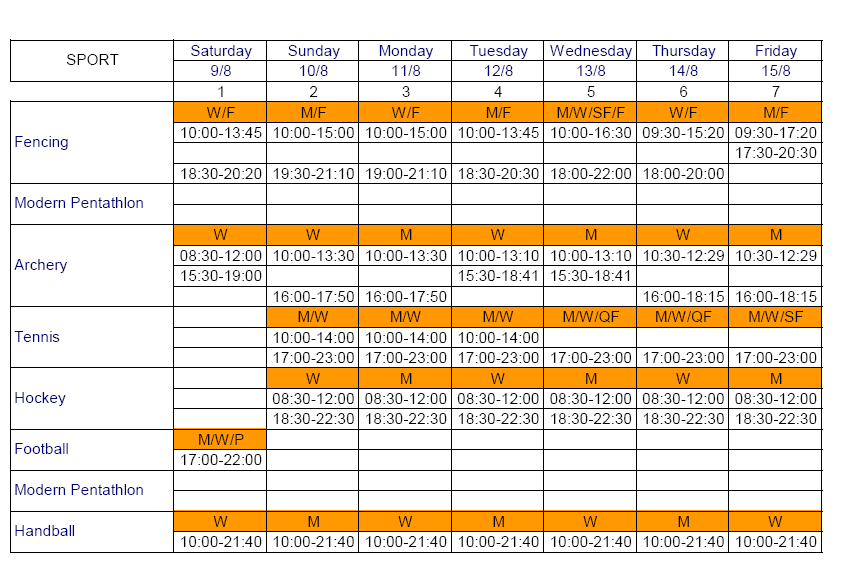 SPORT Saturday Sunday Monday Tuesday Wednesday Thursday Friday
9/8 10/8 11/8 12/8 13/8 14/8 15/8
1 2 3 4 5 6 7
W/F M/F W/F M/F M/W/SF/F W/F M/F
Fencing 10:00-13:45 10:00-15:00 10:00-15:00 10:00-13:45 10:00-16:30 09:30-15:20 09:30-17:20
17:30-20:30
18:30-20:20 19:30-21:10 19:00-21:10 18:30-20:30 18:00-22:00 18:00-20:00
Modern Pentathlon
W W M W M W M
Archery 08:30-12:00 10:00-13:30 10:00-13:30 10:00-13:10 10:00-13:10 10:30-12:29 10:30-12:29
15:30-19:00 15:30-18:41 15:30-18:41
16:00-17:50 16:00-17:50 16:00-18:15 16:00-18:15
M/W M/W M/W M/W/QF M/W/QF M/W/SF
Tennis 10:00-14:00 10:00-14:00 10:00-14:00
17:00-23:00 17:00-23:00 17:00-23:00 17:00-23:00 17:00-23:00 17:00-23:00
W M W M W M
Hockey 08:30-12:00 08:30-12:00 08:30-12:00 08:30-12:00 08:30-12:00 08:30-12:00
18:30-22:30 18:30-22:30 18:30-22:30 18:30-22:30 18:30-22:30 18:30-22:30
M/W/P
Football 17:00-22:00
Modern Pentathlon
W M W M W M W
Handball 10:00-21:40 10:00-21:40 10:00-21:40 10:00-21:40 10:00-21:40 10:00-21:40 10:00-21:40